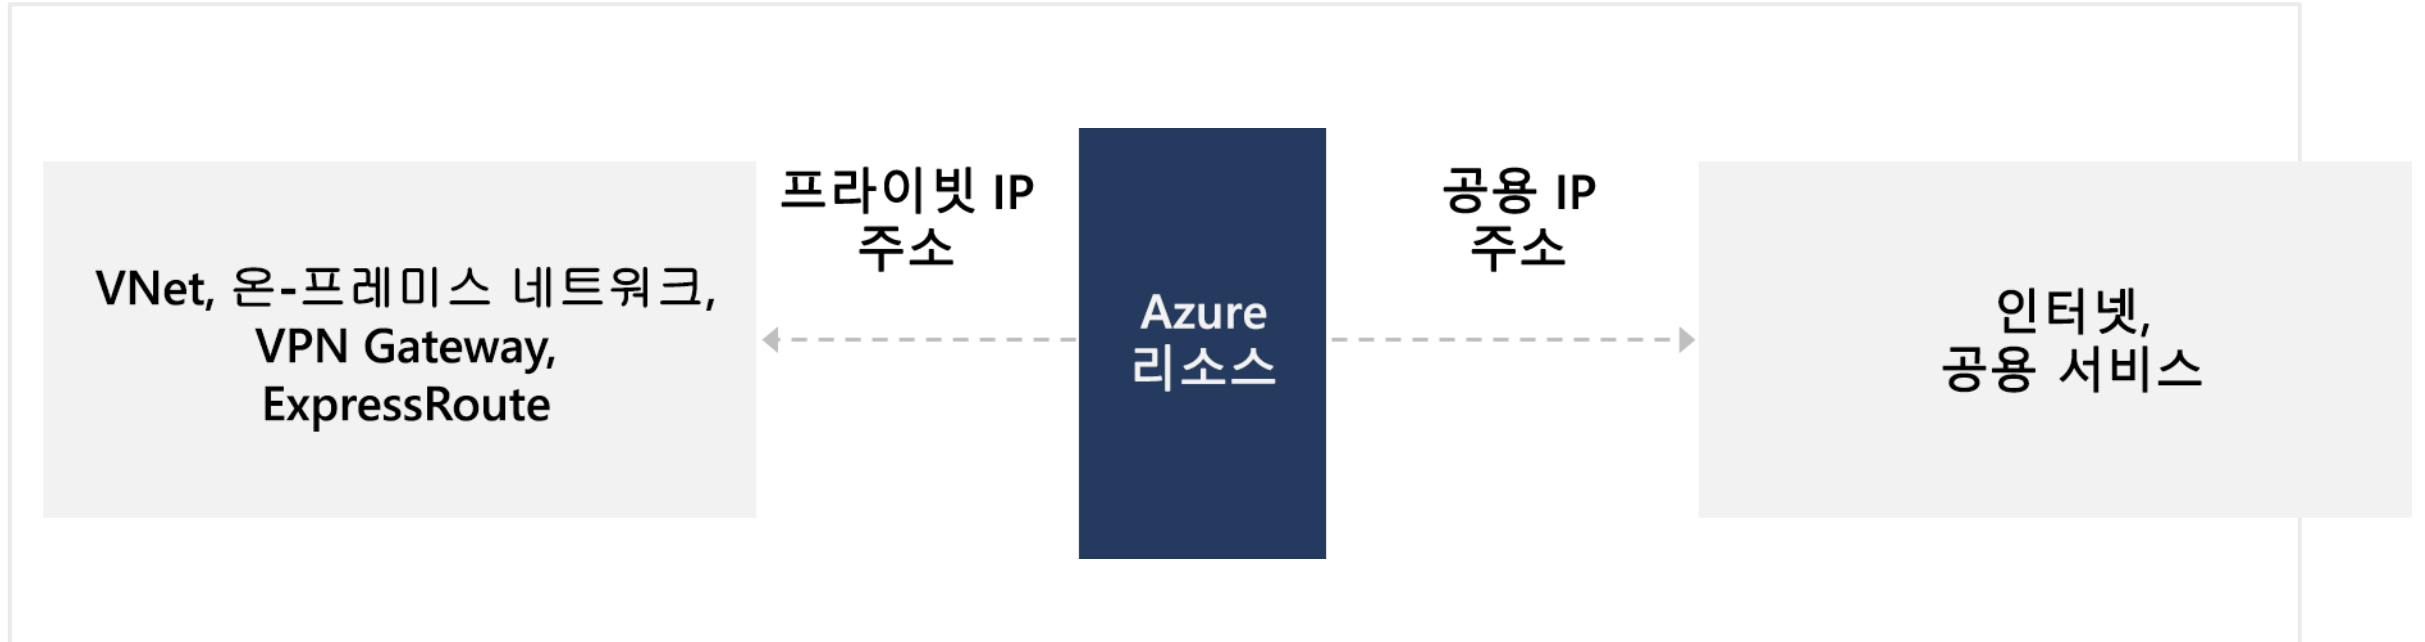 VNet, 온-프레미스 네트워크,
VPN Gateway,
ExpressRoute
프라이빗 IP
주소
Azure
리소스
공용 IP
주소
인터넷,
공용 서비스